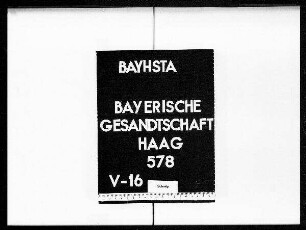 BAYHSTA
BAYERISCHE
GESANDTSCHAFT
HAAG
578
V-16